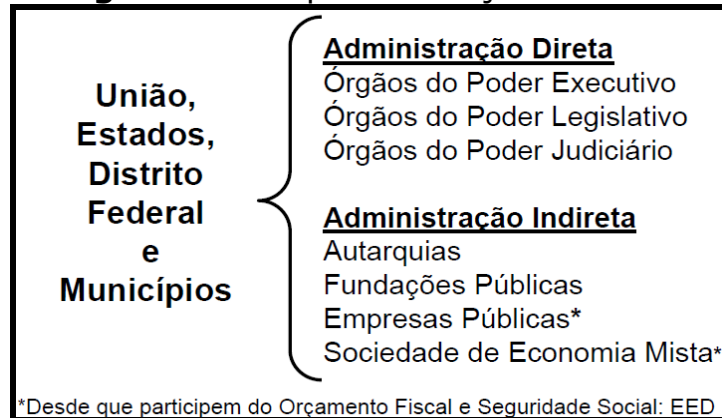 União,
Estados,
Distrito
Federal
e
Municípios
Administração Direta
Órgãos do Poder Executivo
Órgãos do Poder Legislativo
Órgãos do Poder Judiciário
Administração Indireta
Autarquias
Fundações Públicas
Empresas Públicas*
Sociedade de Economia Mista*
*Desde que participem do Orçamento Fiscal e Seguridade Social: EED